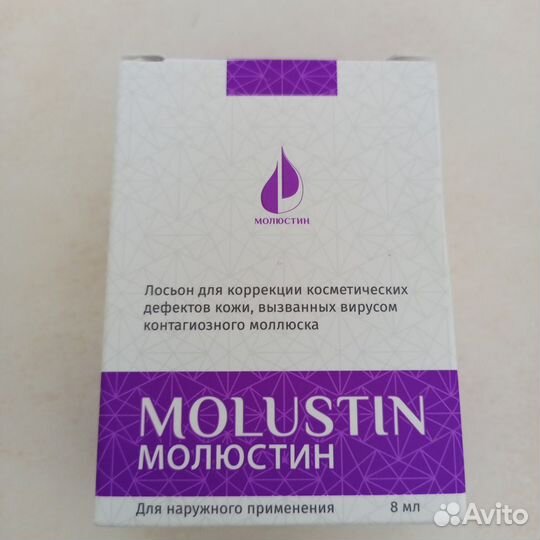 МОЛЮСТИН
Лосьон для коррекции косметических
дефектов кожи, вызванных вирусом
контагиозного моллюска
MOLUSTIN
МОЛЮСТИН
Для наружного применения 8 мл
Avito